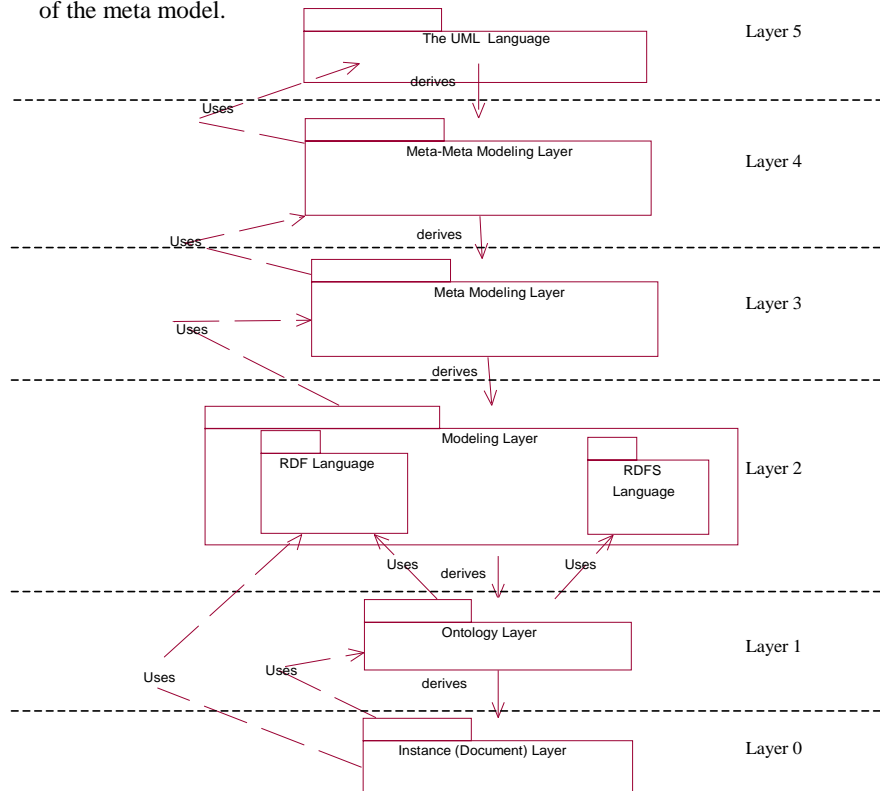 of the meta model.
The UML Language
Layer 5
derives
Uses
Meta-Meta Modeling Layer
Layer 4
derives
Uses
Meta Modeling Layer
Layer 3
Uses
derives
Modeling Layer
RDF Language
RDFS
Language
Layer 2
Uses
derives
Uses
Ontology Layer
Layer 1
Uses
Uses
derives
Instance (Document) Layer
Layer 0